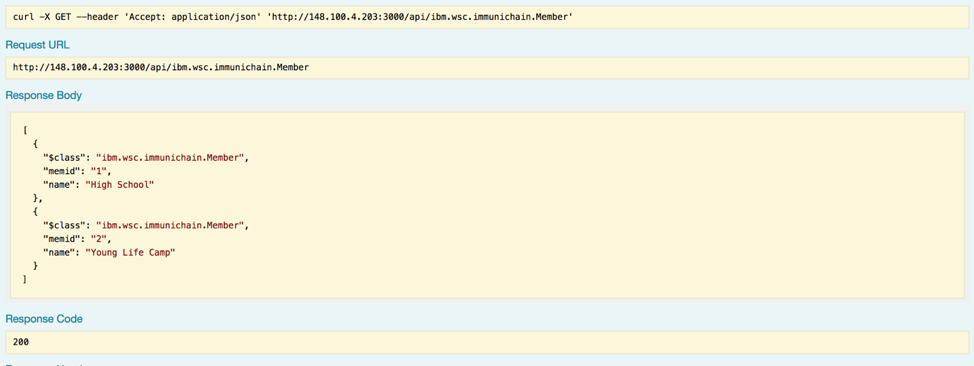 curl -X GET --header 'Accept: application/json' 'http://148.100.4.203:3000/api/ibm.wsc.immunichain.Member'
Request URL
http://148.100.4.203:3000/api/ibm.wsc.immunichain.Member
Response Body
[
  {
    "$class": "ibm.wsc.immunichain.Member",
    "memid": "1",
    "name": "High School"
  },
  {
    "$class": "ibm.wsc.immunichain.Member",
    "memid": "2",
    "name": "Young Life Camp"
  }
]
Response Code
200